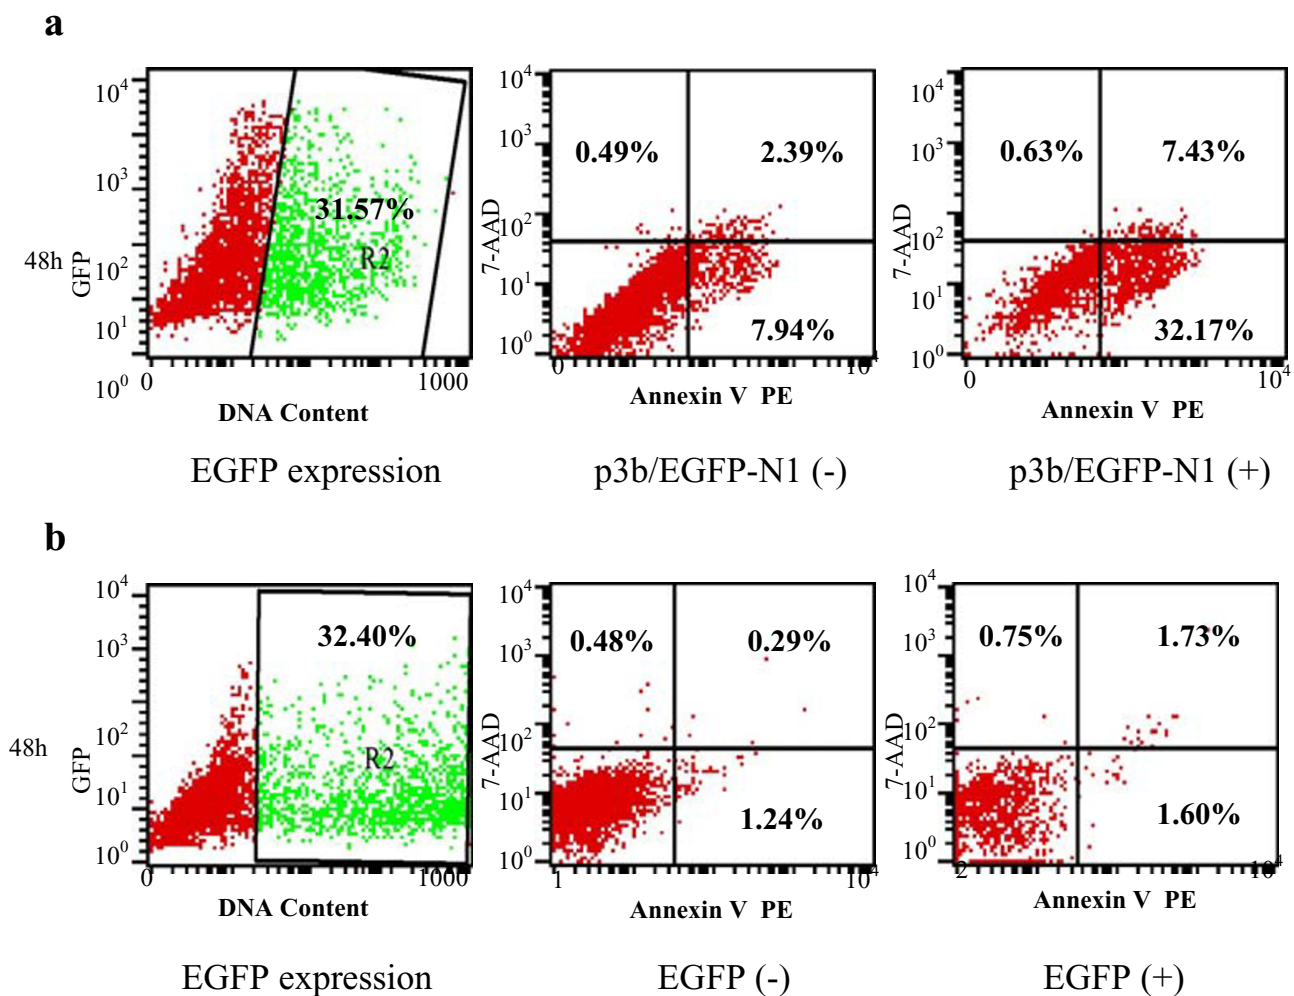 a
10^4
10^3
10^2
10^1
10^0
48h
GFP
31.57%
R2
0
1000
DNA Content
EGFP expression
10^4
10^3
10^2
10^1
10^0
7-AAD
0.49%
2.39%
7.94%
0
10^4
Annexin V PE
p3b/EGFP-N1 (-)
10^4
10^3
10^2
10^1
10^0
7-AAD
0.63%
7.43%
32.17%
0
10^4
Annexin V PE
p3b/EGFP-N1 (+)
b
10^4
10^3
10^2
10^1
10^0
48h
GFP
32.40%
R2
0
1000
DNA Content
EGFP expression
10^4
10^3
10^2
10^1
10^0
7-AAD
0.48%
0.29%
1.24%
1
10^4
Annexin V PE
EGFP (-)
10^4
10^3
10^2
10^1
10^0
7-AAD
0.75%
1.73%
1.60%
2
10^4
Annexin V PE
EGFP (+)